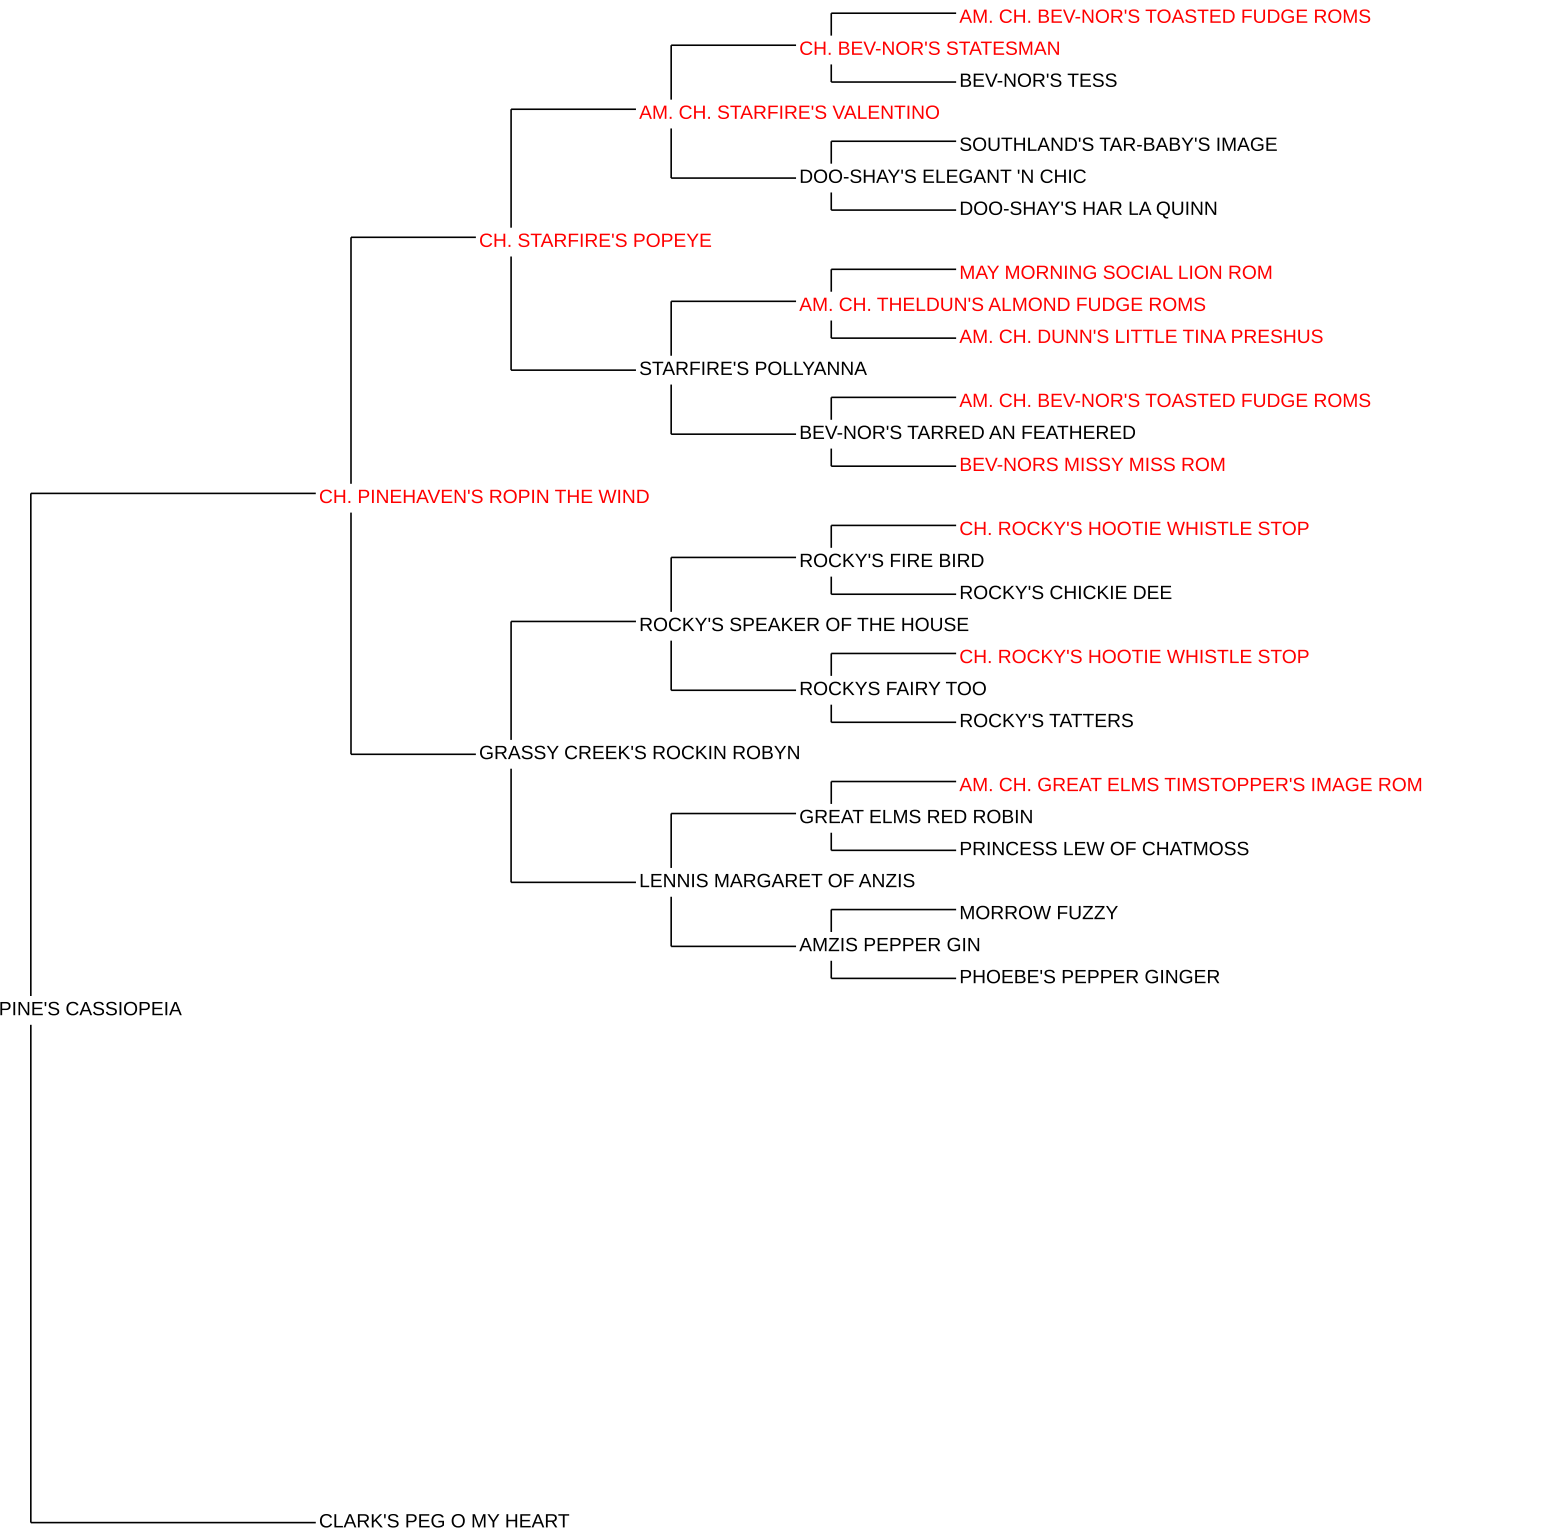 AM. CH. BEV-NOR'S TOASTED FUDGE ROMS
CH. BEV-NOR'S STATESMAN
BEV-NOR'S TESS
AM. CH. STARFIRE'S VALENTINO
SOUTHLAND'S TAR-BABY'S IMAGE
DOO-SHAY'S ELEGANT 'N CHIC
DOO-SHAY'S HAR LA QUINN
CH. STARFIRE'S POPEYE
MAY MORNING SOCIAL LION ROM
AM. CH. THELDUN'S ALMOND FUDGE ROMS
AM. CH. DUNN'S LITTLE TINA PRESHUS
STARFIRE'S POLLYANNA
AM. CH. BEV-NOR'S TOASTED FUDGE ROMS
BEV-NOR'S TARRED AN FEATHERED
BEV-NORS MISSY MISS ROM
CH. PINEHAVEN'S ROPIN THE WIND
CH. ROCKY'S HOOTIE WHISTLE STOP
ROCKY'S FIRE BIRD
ROCKY'S CHICKIE DEE
ROCKY'S SPEAKER OF THE HOUSE
CH. ROCKY'S HOOTIE WHISTLE STOP
ROCKYS FAIRY TOO
ROCKY'S TATTERS
GRASSY CREEK'S ROCKIN ROBYN
AM. CH. GREAT ELMS TIMSTOPPER'S IMAGE ROM
GREAT ELMS RED ROBIN
PRINCESS LEW OF CHATMOSS
LENNIS MARGARET OF ANZIS
MORROW FUZZY
AMZIS PEPPER GIN
PHOEBE'S PEPPER GINGER
PINE'S CASSIOPEIA
CLARK'S PEG O MY HEART